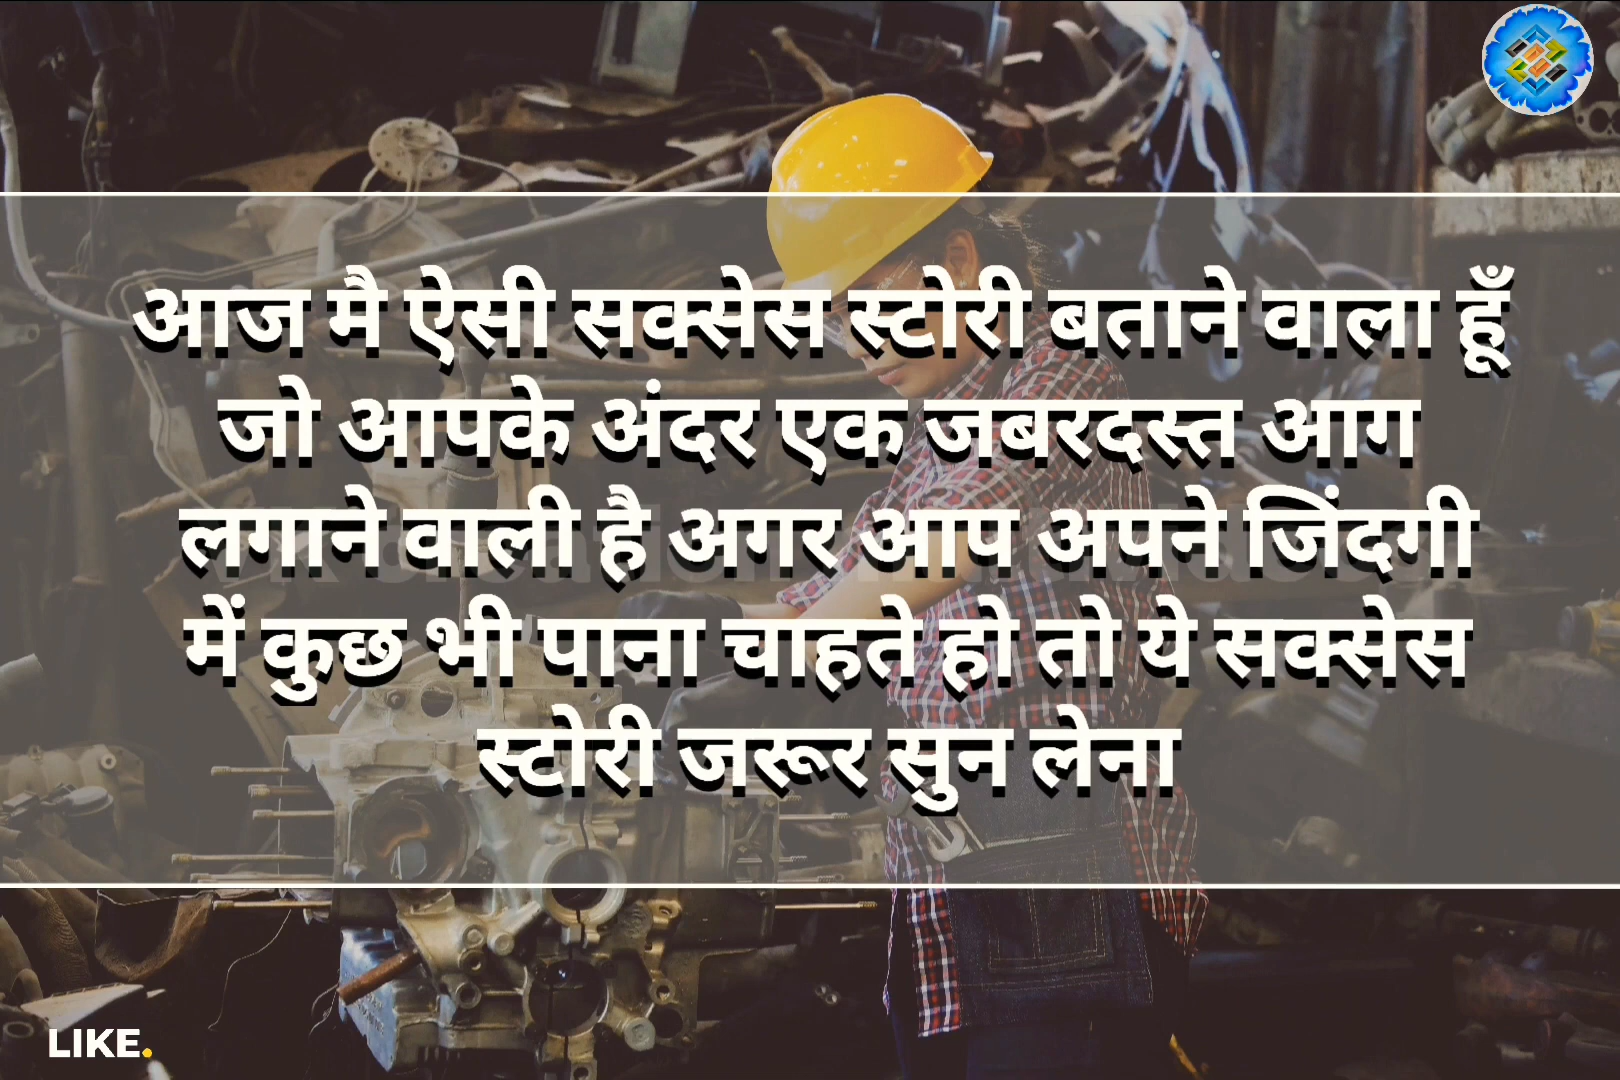 आज मै ऐसी सक्सेस स्टोरी बताने वाला हूँ
जो आपके अंदर एक जबरदस्त आग
लगाने वाली है अगर आप अपने जिंदगी
में कुछ भी पाना चाहते हो तो ये सक्सेस
स्टोरी जरूर सुन लेना
LIKE.